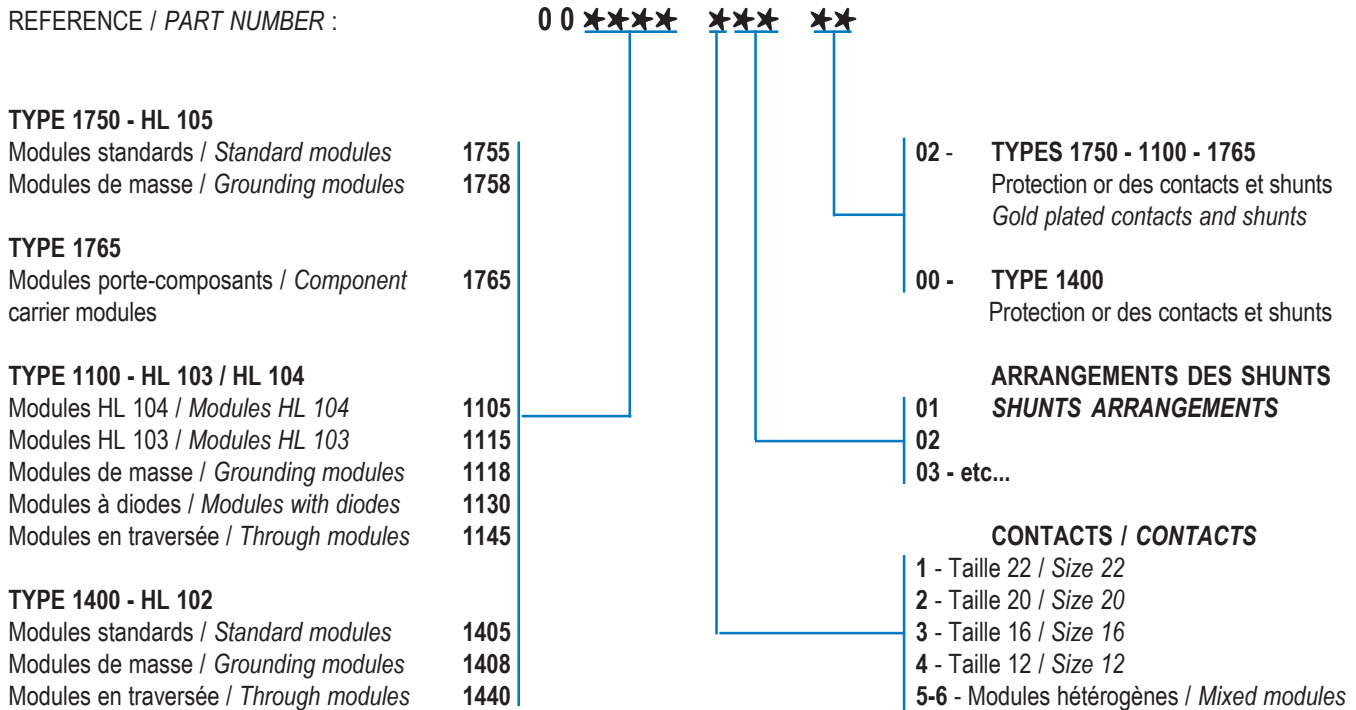 REFERENCE / PART NUMBER : 00★★★★ ★★★ ★★
TYPE 1750 - HL 105
Modules standards / Standard modules 1755
Modules de masse / Grounding modules 1758
TYPE 1765
Modules porte-composants / Component 1765
carrier modules
TYPE 1100 - HL 103 / HL 104
Modules HL 104 / Modules HL 104 1105
Modules HL 103 / Modules HL 103 1115
Modules de masse / Grounding modules 1118
Modules à diodes / Modules with diodes 1130
Modules en traversée / Through modules 1145
TYPE 1400 - HL 102
Modules standards / Standard modules 1405
Modules de masse / Grounding modules 1408
Modules en traversée / Through modules 1440
02 - TYPES 1750 - 1100 - 1765
Protection or des contacts et shunts
Gold plated contacts and shunts
00 - TYPE 1400
Protection or des contacts et shunts
ARRANGEMENTS DES SHUNTS
01 SHUNTS ARRANGEMENTS
02
03 - etc...
CONTACTS / CONTACTS
1 - Taille 22 / Size 22
2 - Taille 20 / Size 20
3 - Taille 16 / Size 16
4 - Taille 12 / Size 12
5-6 - Modules hétérogènes / Mixed modules